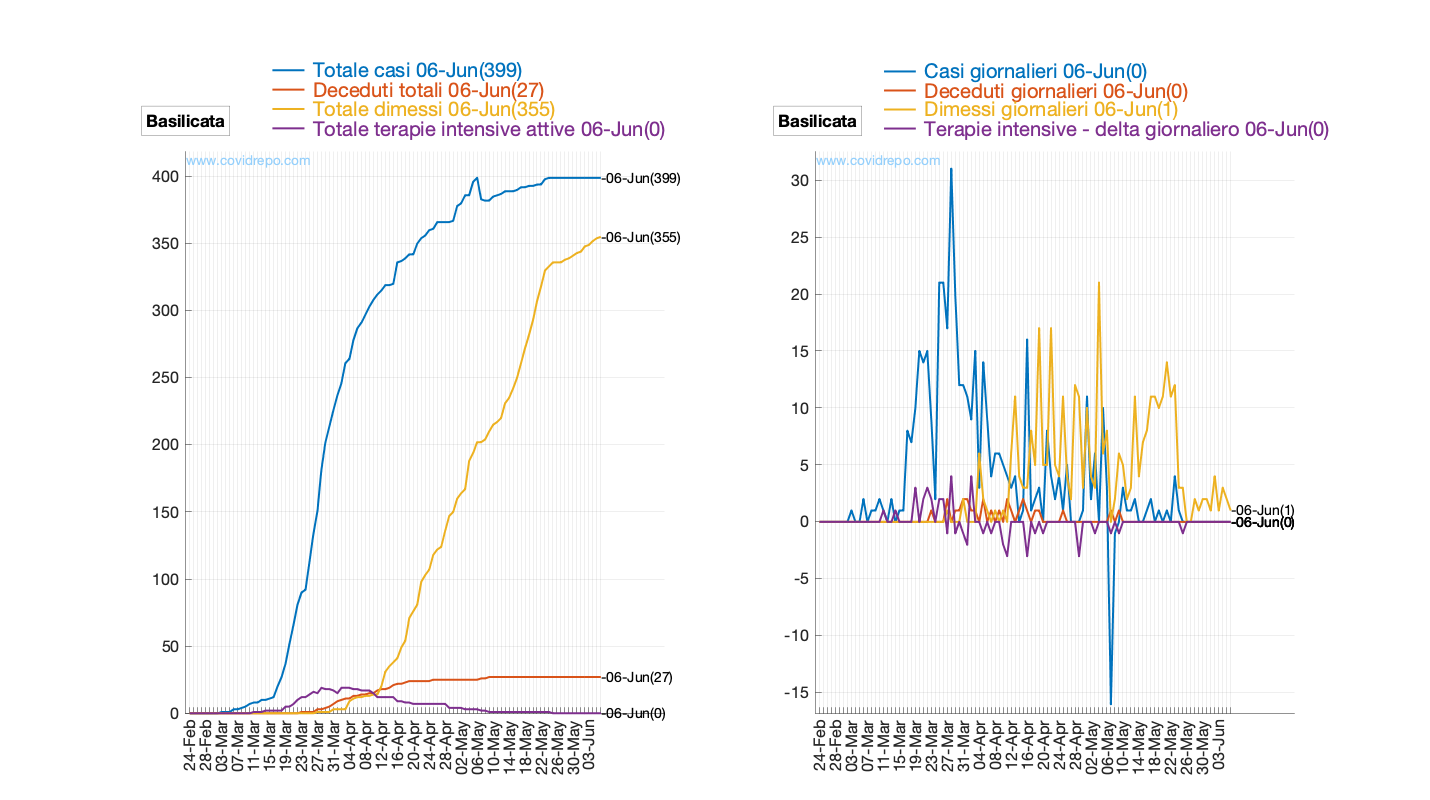 Totale casi 06-Jun(399)
Deceduti totali 06-Jun(27)
Totale dimessi 06-Jun(355)
Totale terapie intensive attive 06-Jun(0)
Basilicata
www.covidrepo.com
400
350
300
250
200
150
100
50
0
-06-Jun(399)
-06-Jun(355)
-06-Jun(27)
-06-Jun(0)
24-Feb
28-Feb
03-Mar
07-Mar
11-Mar
15-Mar
19-Mar
23-Mar
27-Mar
31-Mar
04-Apr
08-Apr
12-Apr
16-Apr
20-Apr
24-Apr
28-Apr
02-May
06-May
10-May
14-May
18-May
22-May
26-May
30-May
03-Jun
Casi giornalieri 06-Jun(0)
Deceduti giornalieri 06-Jun(0)
Dimessi giornalieri 06-Jun(1)
Terapie intensive - delta giornaliero 06-Jun(0)
Basilicata
www.covidrepo.com
30
25
20
15
10
5
0
-5
-10
-15
-06-Jun(1)
-06-Jun(0)
24-Feb
28-Feb
03-Mar
07-Mar
11-Mar
15-Mar
19-Mar
23-Mar
27-Mar
31-Mar
04-Apr
08-Apr
12-Apr
16-Apr
20-Apr
24-Apr
28-Apr
02-May
06-May
10-May
14-May
18-May
22-May
26-May
30-May
03-Jun